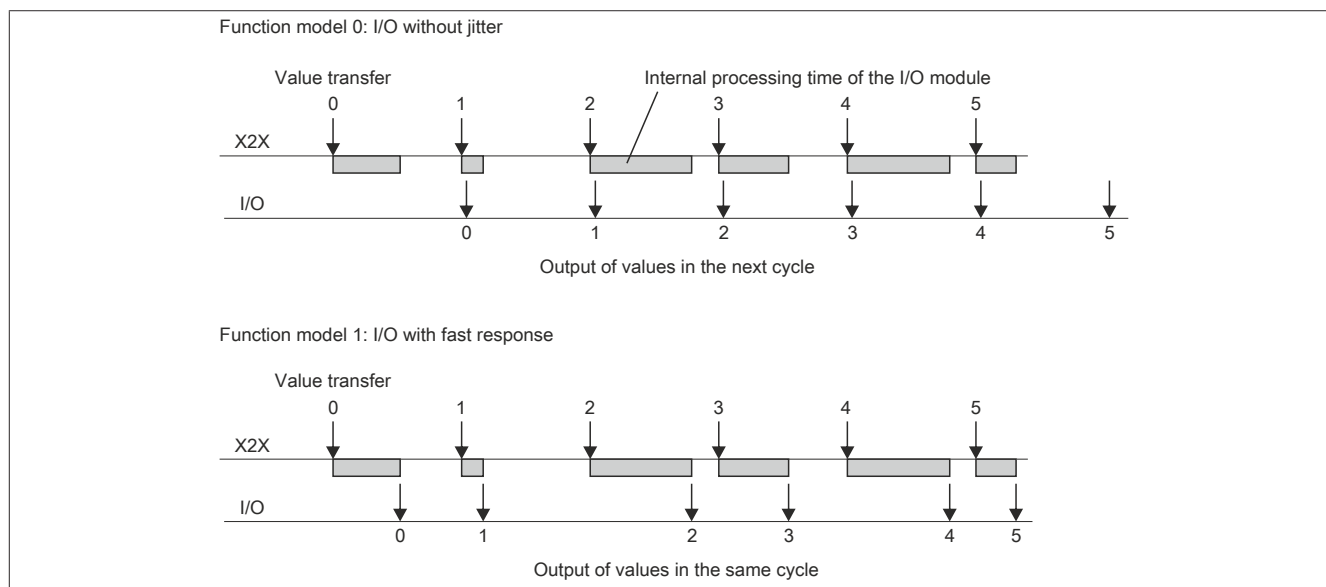 Function model 0: I/O without jitter
Value transfer
Internal processing time of the I/O module
0 1 2 3 4 5
X2X
I/O
0 1 2 3 4 5
Output of values in the next cycle
Function model 1: I/O with fast response
Value transfer
0 1 2 3 4 5
X2X
I/O
0 1 2 3 4 5
Output of values in the same cycle